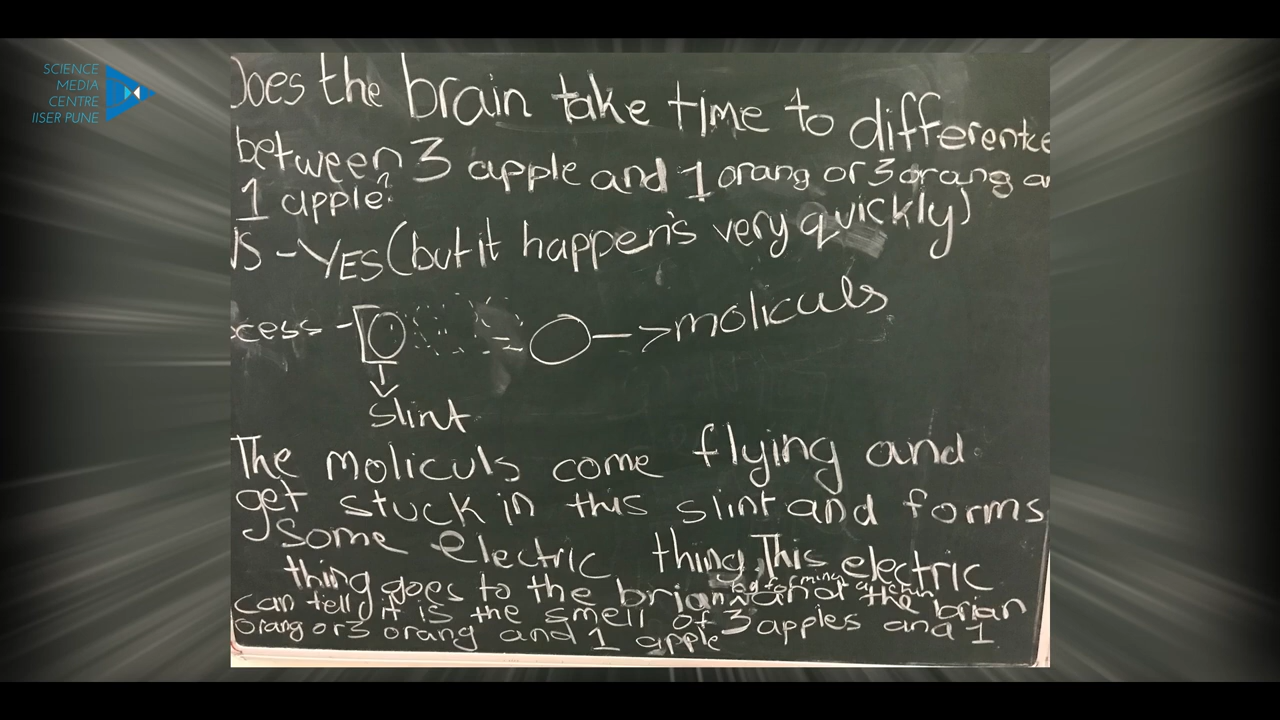 SCIENCE
MEDIA
CENTRE
IISER PUNE
Does the brain take time to differentce
between 3 apple and 1 orang or 3 orang a
1 apple?
NS - YES (but it happen's very quickly)
cess - -> moliculs
slint
The moliculs come flying and
get stuck in this slint and forms
some electric thing. This electric
thing goes to the brian and the brian
can tell it is the smell of 3 apples and 1
orang or 3 orang and 1 apple